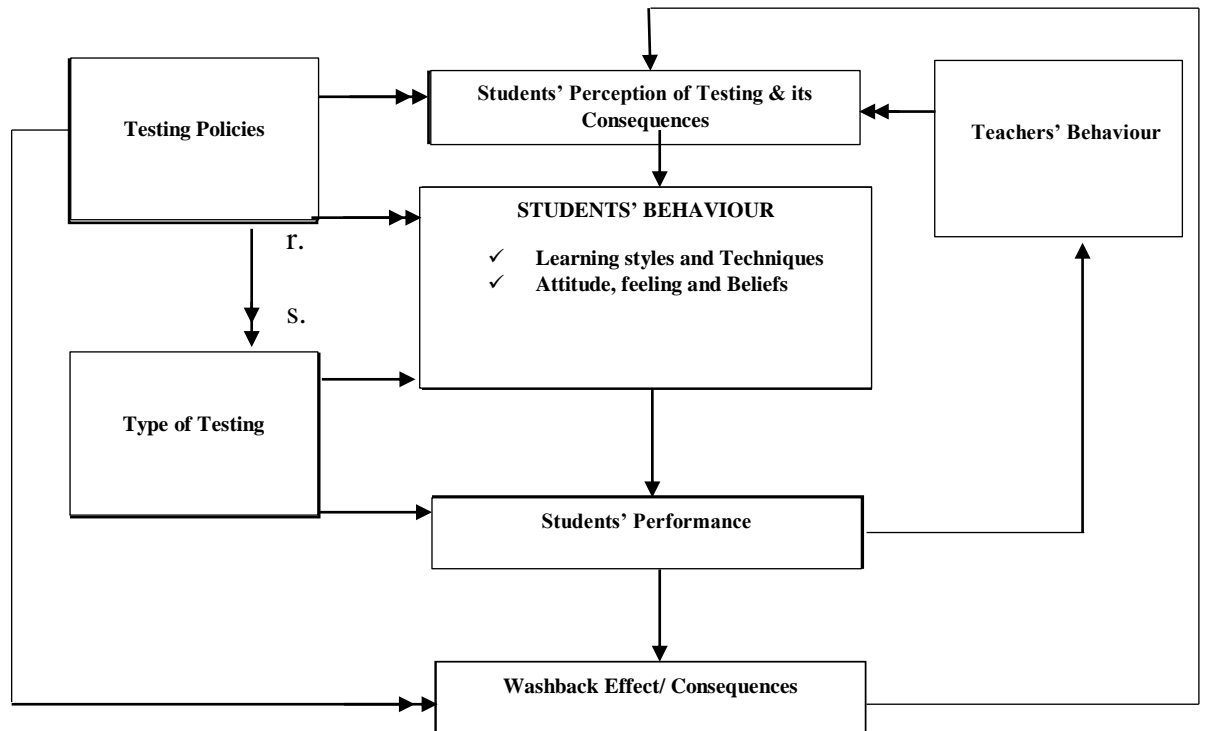 Testing Policies
Students’ Perception of Testing & its
Consequences
Teachers’ Behaviour
STUDENTS’ BEHAVIOUR
✓ Learning styles and Techniques
✓ Attitude, feeling and Beliefs
r.
s.
Type of Testing
Students’ Performance
Washback Effect/ Consequences